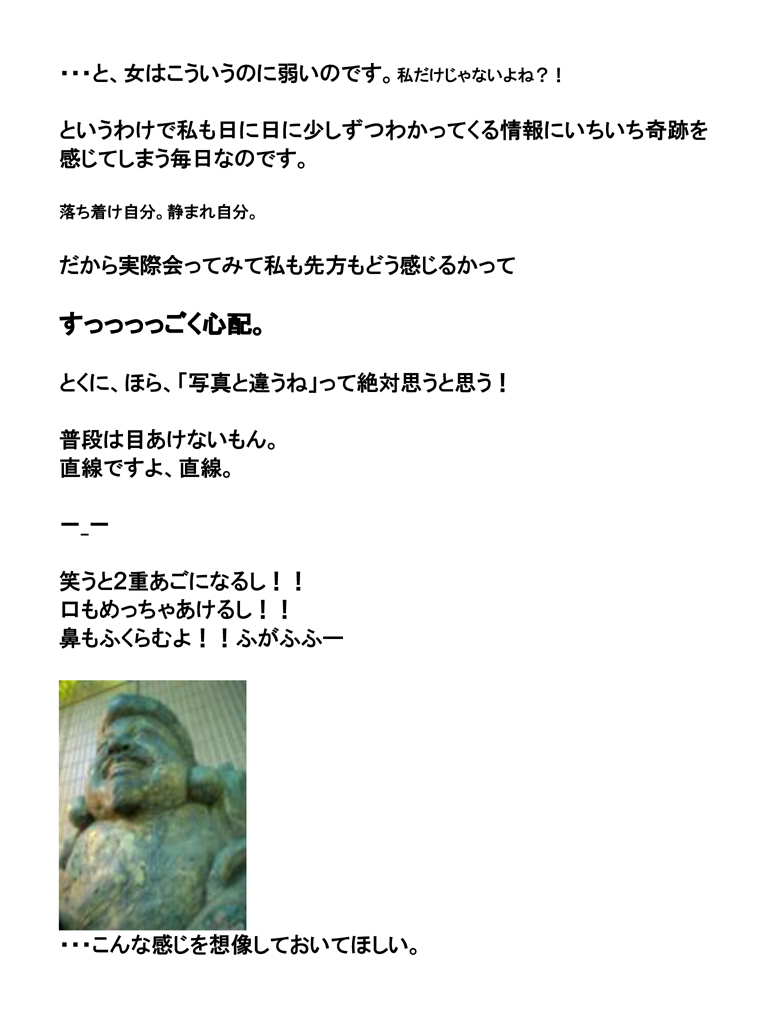 ・・・と、女はこういうのに弱いのです。私だけじゃないよね？！
というわけで私も日に日に少しずつわかってくる情報にいちいち奇跡を
感じてしまう毎日なのです。
落ち着け自分。静まれ自分。
だから実際会ってみて私も先方もどう感じるかって
すっっっっごく心配。
とくに、ほら、「写真と違うね」って絶対思うと思う！
普段は目あけないもん。
直線ですよ、直線。
ー_ー
笑うと２重あごになるし！！
口もめっちゃあけるし！！
鼻もふくらむよ！！ふがふふー
・・・こんな感じを想像しておいてほしい。